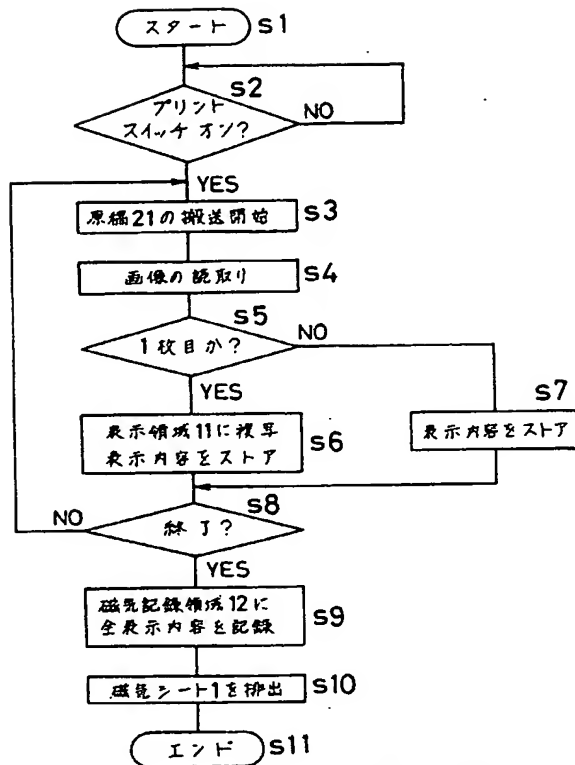 スタート s1
s2
プリント
スイッチ オン?
NO
YES
原稿21の搬送開始 s3
画像の読取り s4
s5
1枚目か?
NO
YES
s7
表示領域11に複写
表示内容をストア
s6
表示内容をストア
s8
終了?
NO
YES
磁気記録領域12に
全表示内容を記録
s9
磁気シート1を排出 s10
エンド s11